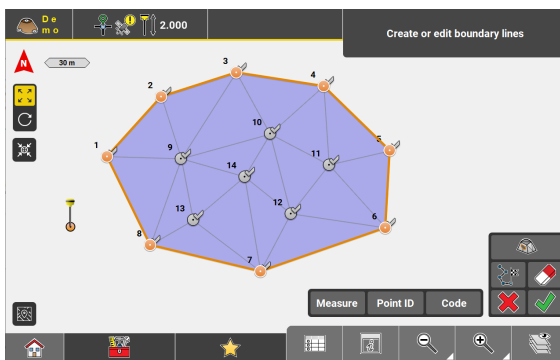 De
mo
2.000
Create or edit boundary lines
N
30 m
3
2
4
10
1
5
9
11
14
13
12
6
8
7
Measure
Point ID
Code